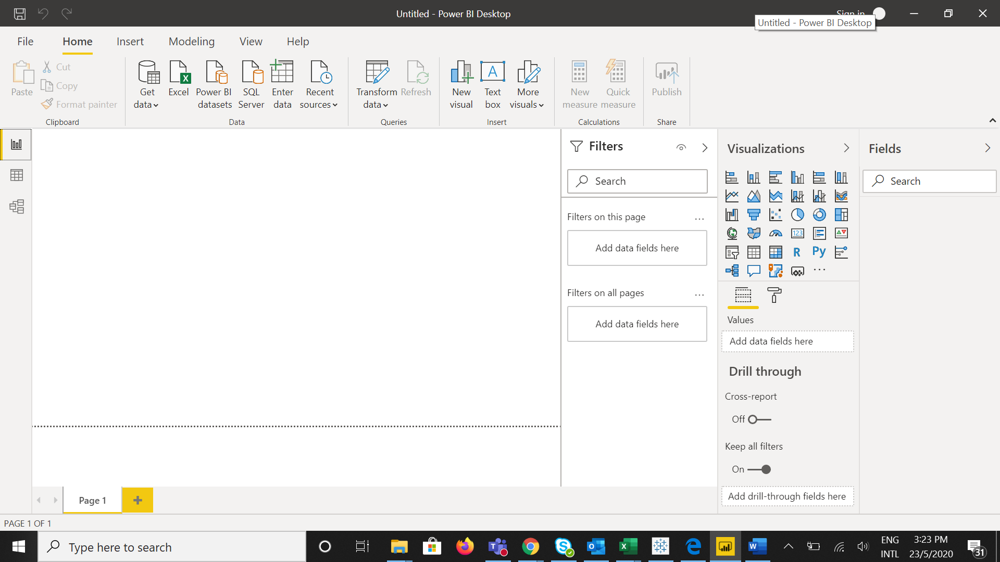 Untitled - Power BI Desktop
Sign in
Untitled - Power BI Desktop
File
Home
Insert
Modeling
View
Help
Paste
Cut
Copy
Format painter
Clipboard
Get
data
Excel
Power BI
datasets
SQL
Server
Enter
data
Recent
sources
Data
Transform
data
Refresh
Queries
New
visual
Text
box
More
visuals
Insert
New
measure
Quick
measure
Calculations
Publish
Share
Filters
Search
Filters on this page
...
Add data fields here
Filters on all pages
...
Add data fields here
Visualizations
123
R
Py
...
Values
Add data fields here
Drill through
Cross-report
Off
Keep all filters
On
Add drill-through fields here
Fields
Search
Page 1
PAGE 1 OF 1
Type here to search
ENG
INTL
3:23 PM
23/5/2020
31